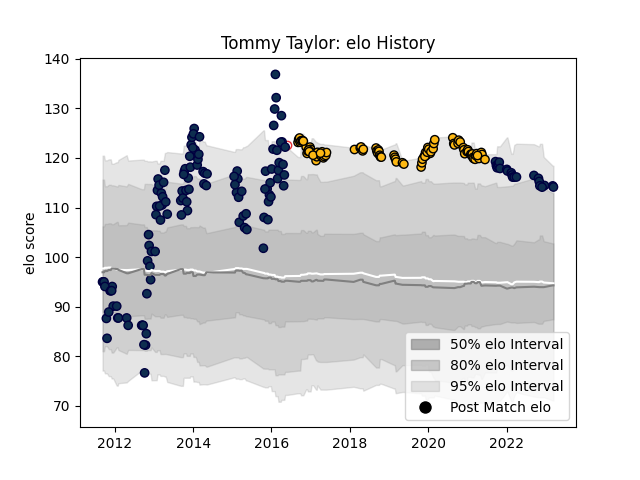 Tommy Taylor: elo History
140
130
120
110
100
90
80
70
elo score
50% elo Interval
80% elo Interval
95% elo Interval
Post Match elo
2012 2014 2016 2018 2020 2022